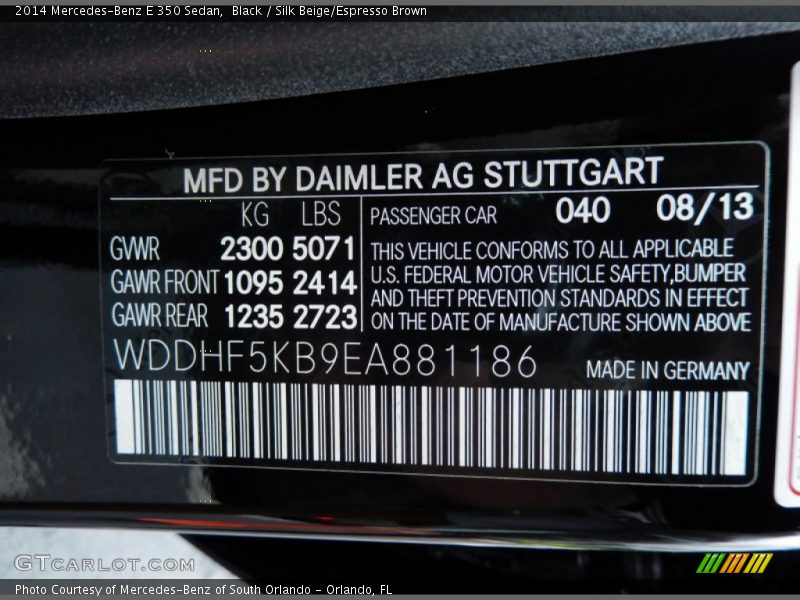 2014 Mercedes-Benz E 350 Sedan,  Black / Silk Beige/Espresso Brown
MFD BY DAIMLER AG STUTTGART
KG LBS
GVWR 2300 5071
GAWR FRONT 1095 2414
GAWR REAR 1235 2723
PASSENGER CAR 040 08/13
THIS VEHICLE CONFORMS TO ALL APPLICABLE
U.S. FEDERAL MOTOR VEHICLE SAFETY,BUMPER
AND THEFT PREVENTION STANDARDS IN EFFECT
ON THE DATE OF MANUFACTURE SHOWN ABOVE
WDDHF5KB9EA881186
MADE IN GERMANY
GTCARLOT.COM
Photo Courtesy of Mercedes-Benz of South Orlando - Orlando, FL